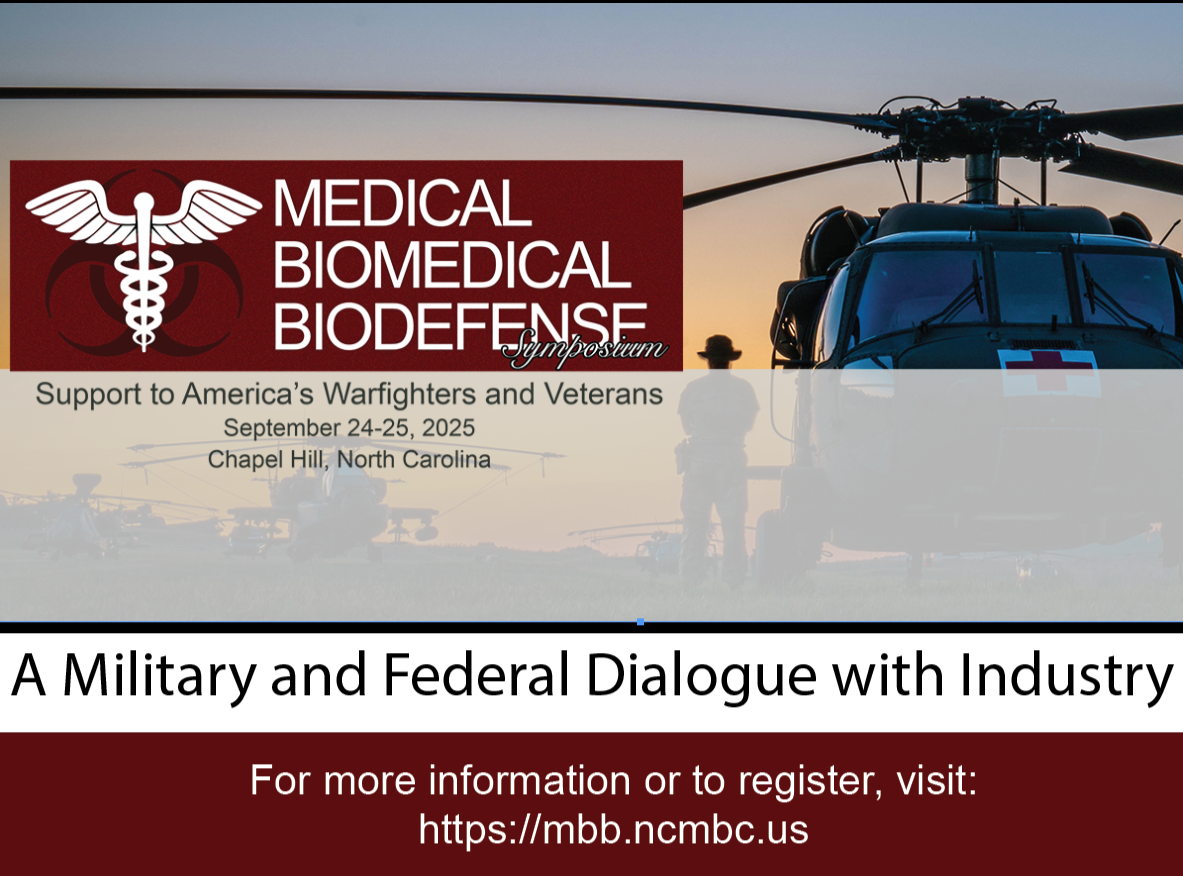 MEDICAL
BIOMEDICAL
BIODEFENSE
Symposium
Support to America's Warfighters and Veterans
September 24-25, 2025
Chapel Hill, North Carolina
A Military and Federal Dialogue with Industry
For more information or to register, visit:
https://mbb.ncmbc.us